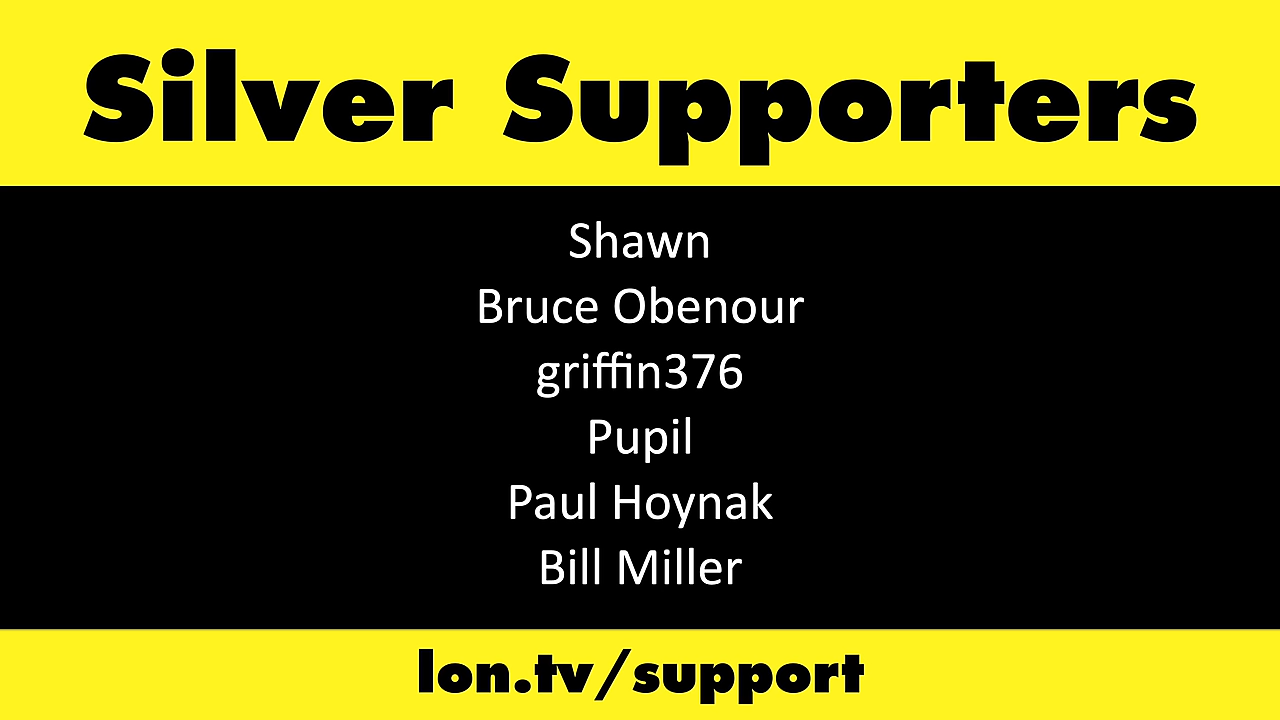 Silver Supporters
Shawn
Bruce Obenour
griffin376
Pupil
Paul Hoynak
Bill Miller
lon.tv/support